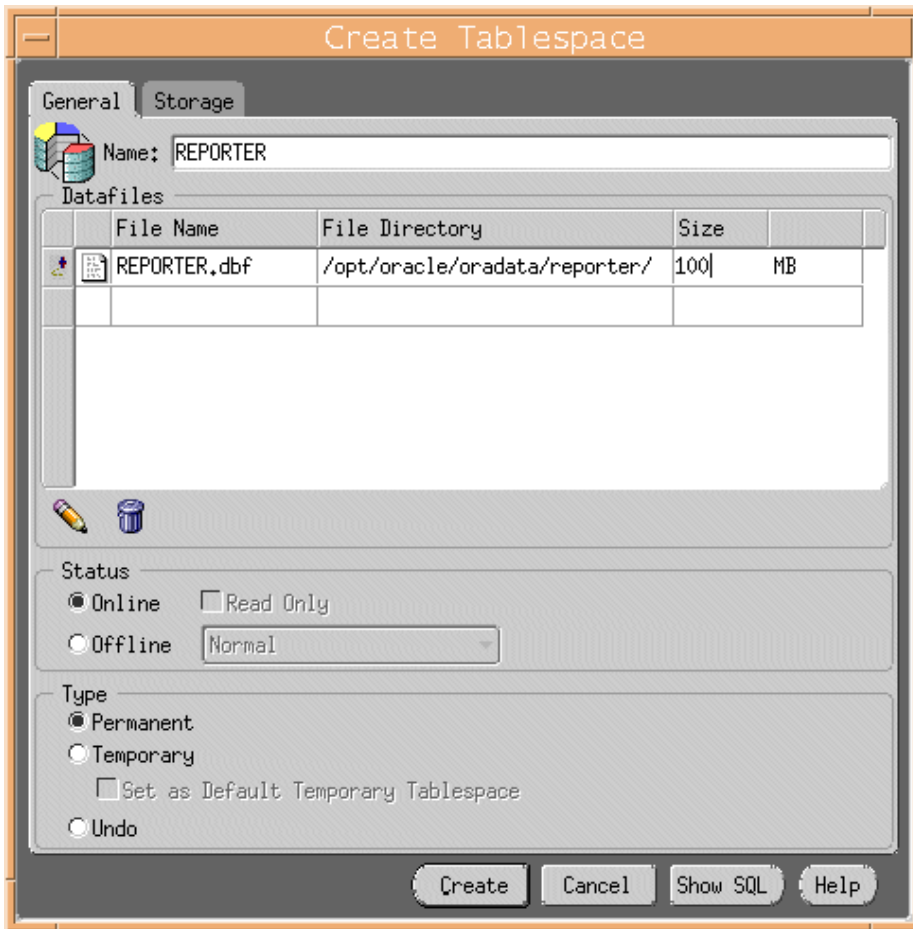 Create Tablespace
General Storage
Name: REPORTER
Datafiles
File Name File Directory Size
REPORTER.dbf /opt/oracle/oradata/reporter/ 100 MB
Status
Online Read Only
Offline Normal
Type
Permanent
Temporary
Set as Default Temporary Tablespace
Undo
Create Cancel Show SQL Help